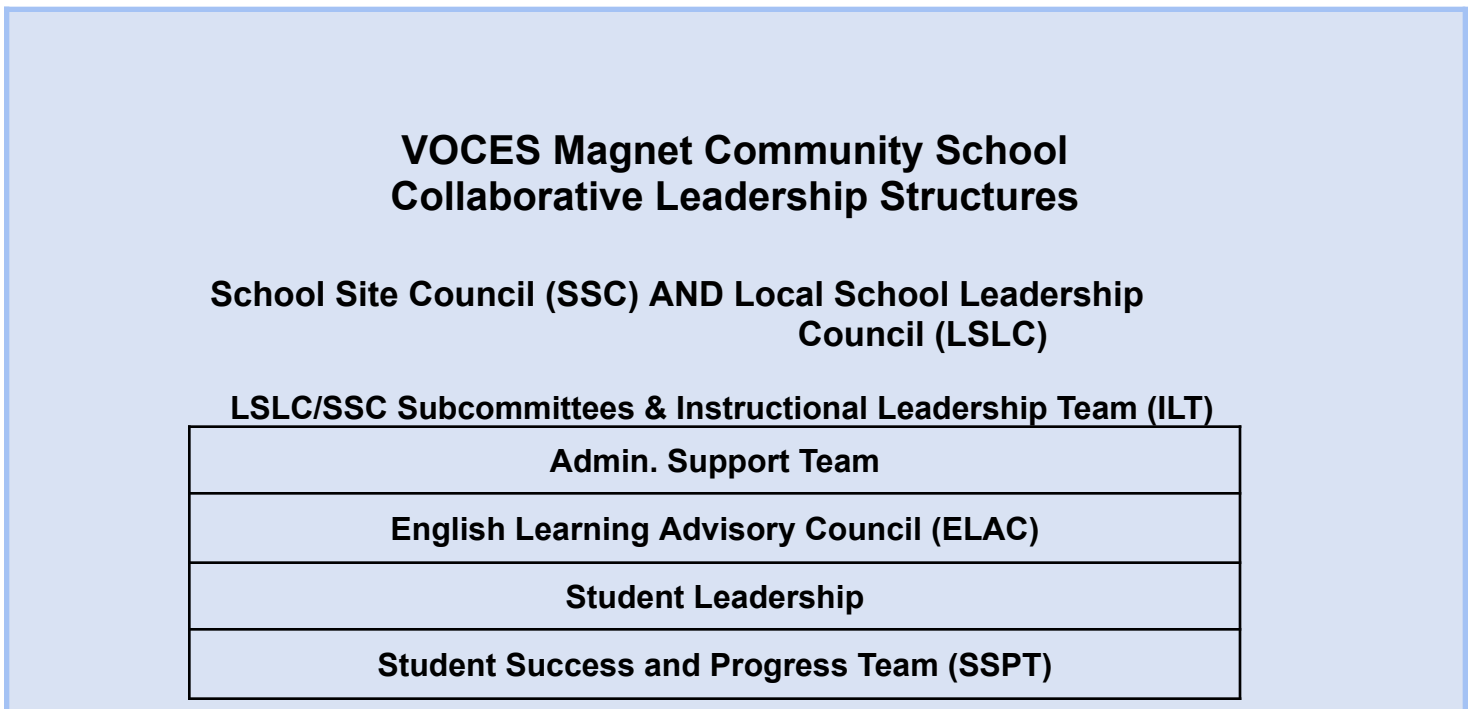 VOCES Magnet Community School
Collaborative Leadership Structures
School Site Council (SSC) AND Local School Leadership
Council (LSLC)
LSLC/SSC Subcommittees & Instructional Leadership Team (ILT)
Admin. Support Team
English Learning Advisory Council (ELAC)
Student Leadership
Student Success and Progress Team (SSPT)